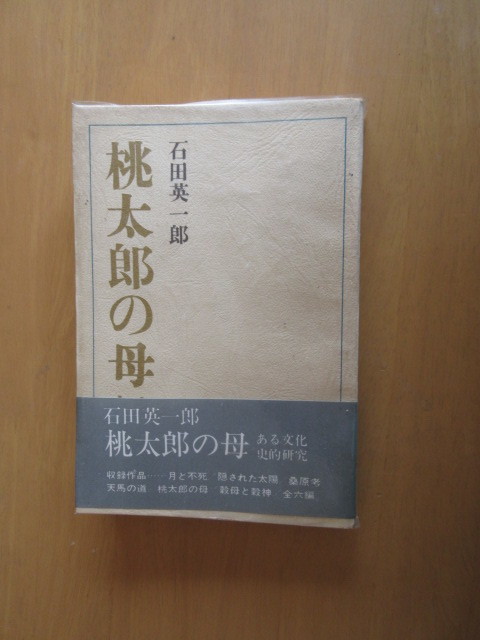 石田英一郎
桃太郎の母
石田英一郎
桃太郎の母
ある文化
史的研究
収録作品……月と不死 隠された太陽 桑原考
天馬の道 桃太郎の母 穀母と穀神 全六編